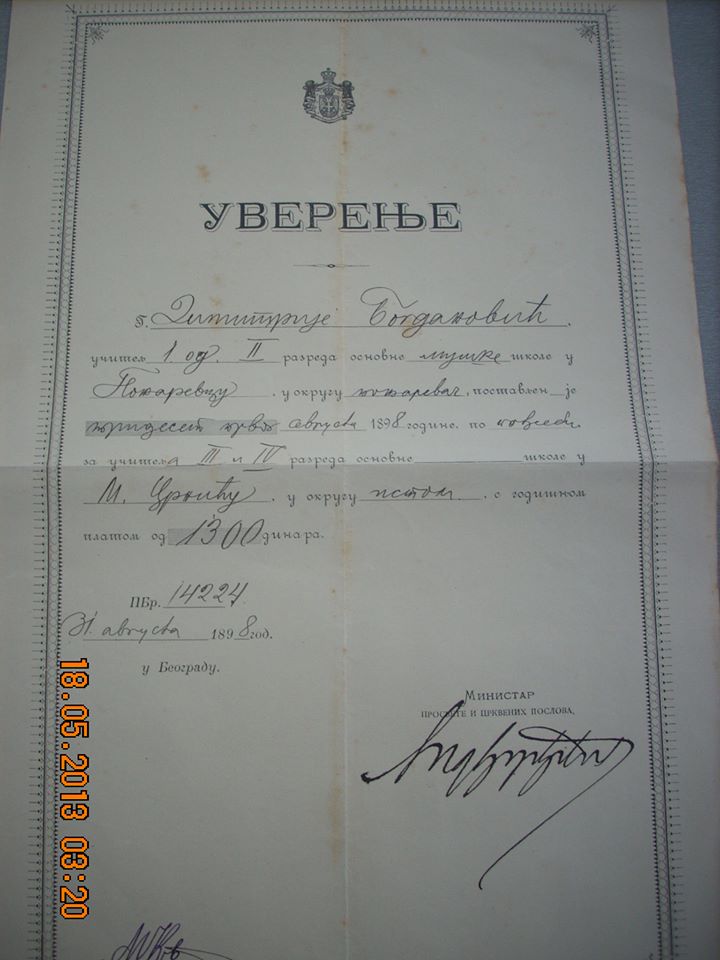 УВЕРЕЊЕ
г. Димитрије Богдановић.
учитељ 1. од. II разреда основне мушке школе у
Пожаревцу, у округу пожаревач., постављен је
тридесет првог августа 1898 године. по
за учитеља III и IV разреда основне школе у
М. Црнићу, у округу истом, с годишном
платом од 1300 динара.
ПБр. 14224
31. августа 1898 год.
у Београду.
Министар
просвете и црквених послова,
18.05.2013 03:20